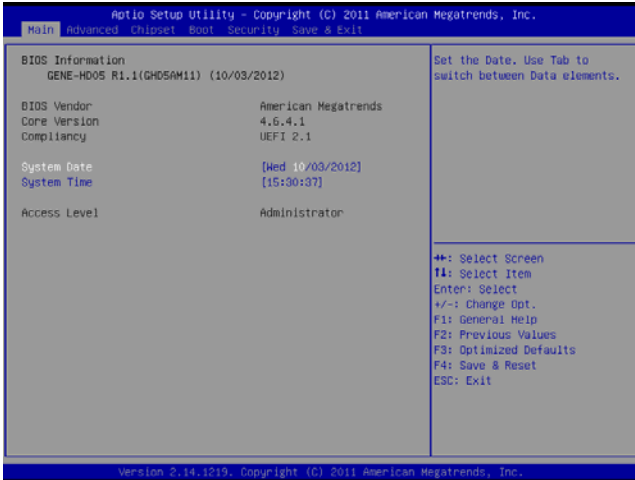 Aptio Setup Utility – Copyright (C) 2011 American Megatrends, Inc.
Main Advanced Chipset Boot Security Save & Exit
BIOS Information
GENE-HD05 R1.1(GHD5AM11) (10/03/2012)
BIOS Vendor American Megatrends
Core Version 4.6.4.1
Compliancy UEFI 2.1
System Date [Wed 10/03/2012]
System Time [15:30:37]
Access Level Administrator
Set the Date. Use Tab to
switch between Data elements.
→←: Select Screen
↑↓: Select Item
Enter: Select
+/-: Change Opt.
F1: General Help
F2: Previous Values
F3: Optimized Defaults
F4: Save & Reset
ESC: Exit
Version 2.14.1219. Copyright (C) 2011 American Megatrends, Inc.